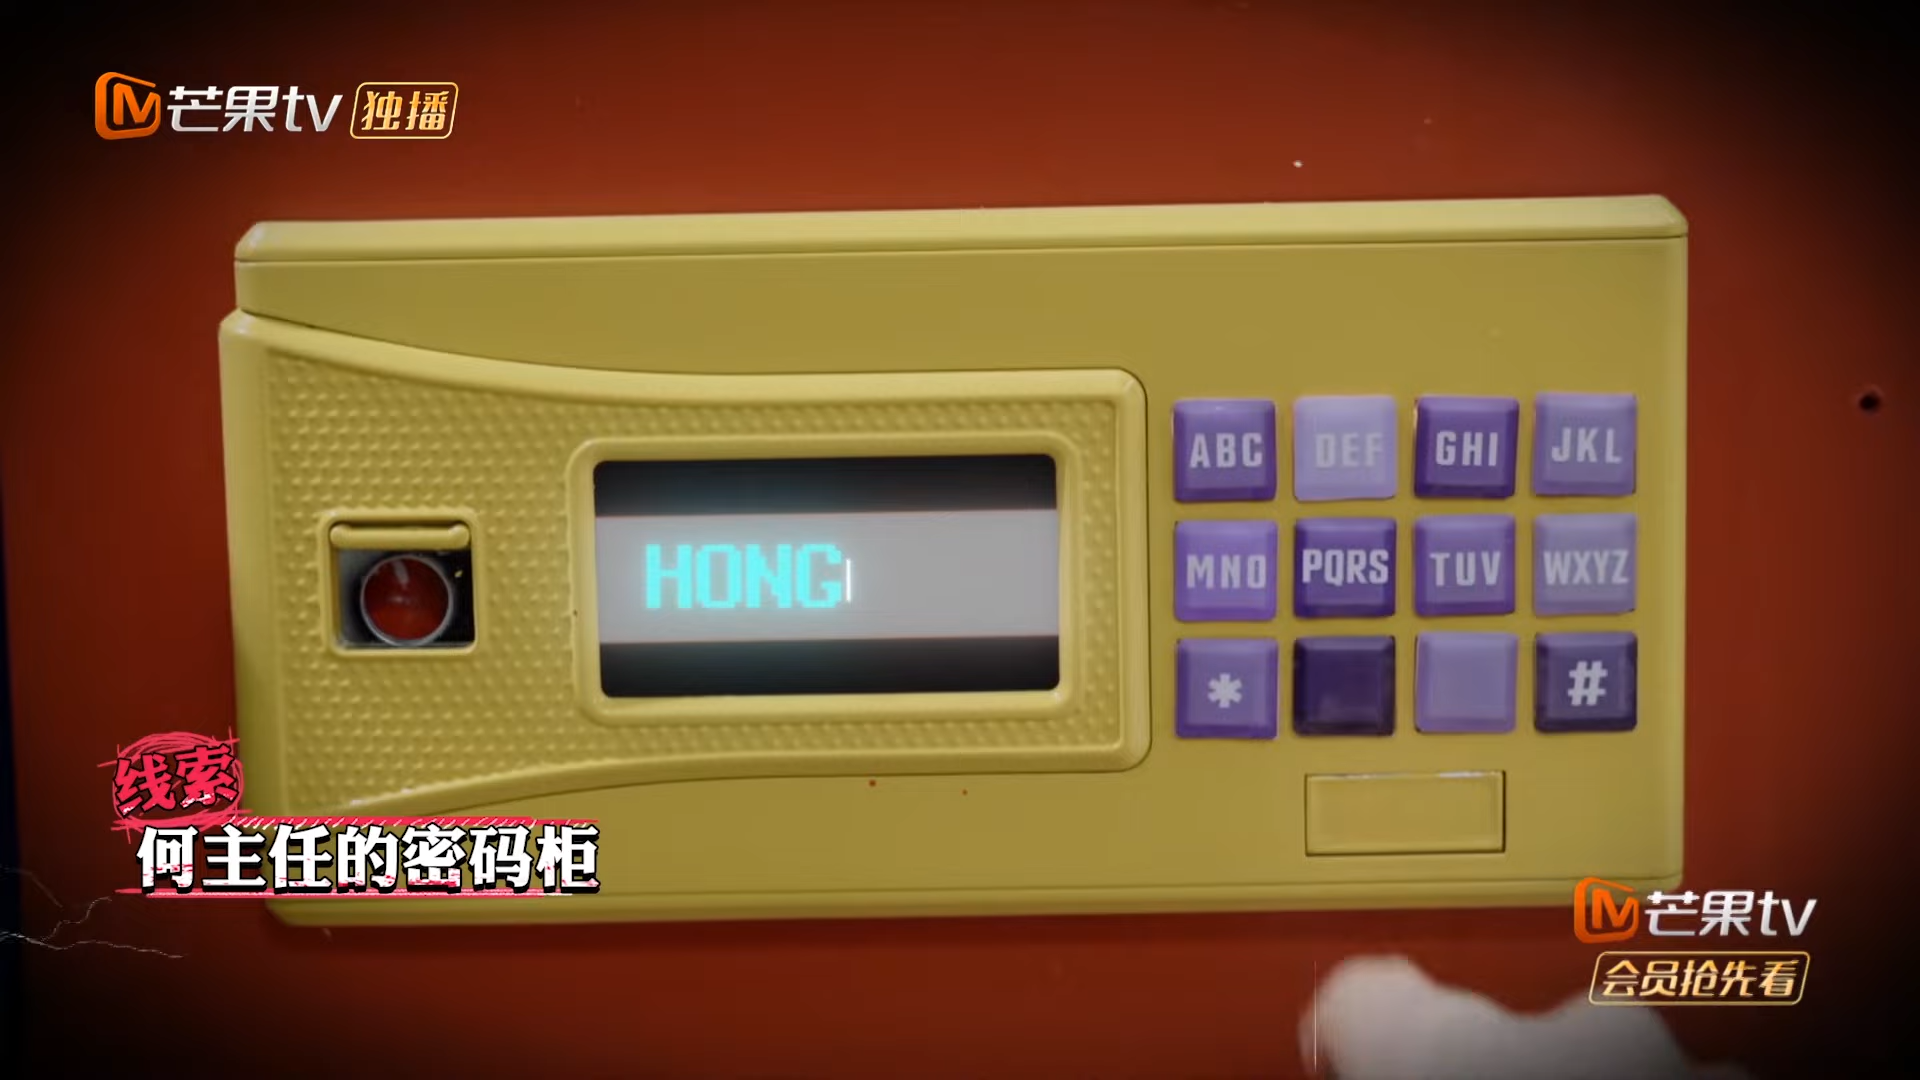 芒果tv 独播
ABC DEF GHI JKL
HONG
MNO PQRS TUV WXYZ
* #
线索
何主任的密码柜
芒果tv
会员抢先看